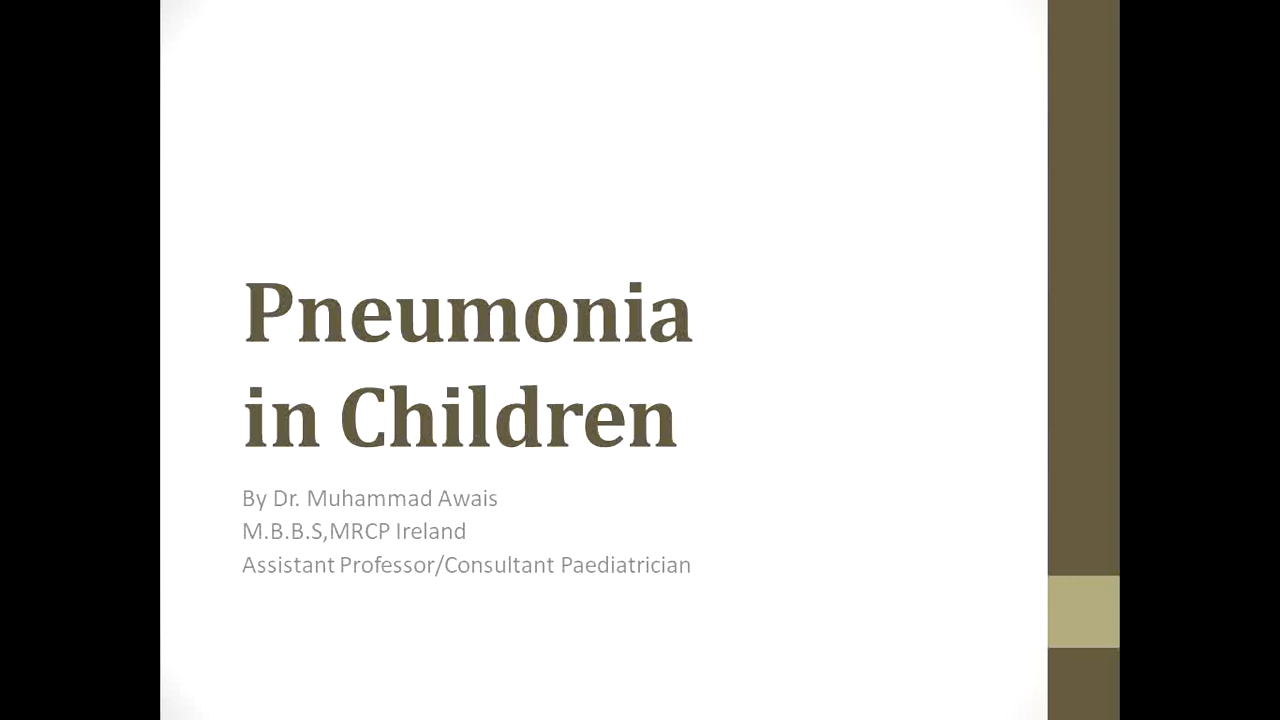 Pneumonia
in Children
By Dr. Muhammad Awais
M.B.B.S,MRCP Ireland
Assistant Professor/Consultant Paediatrician